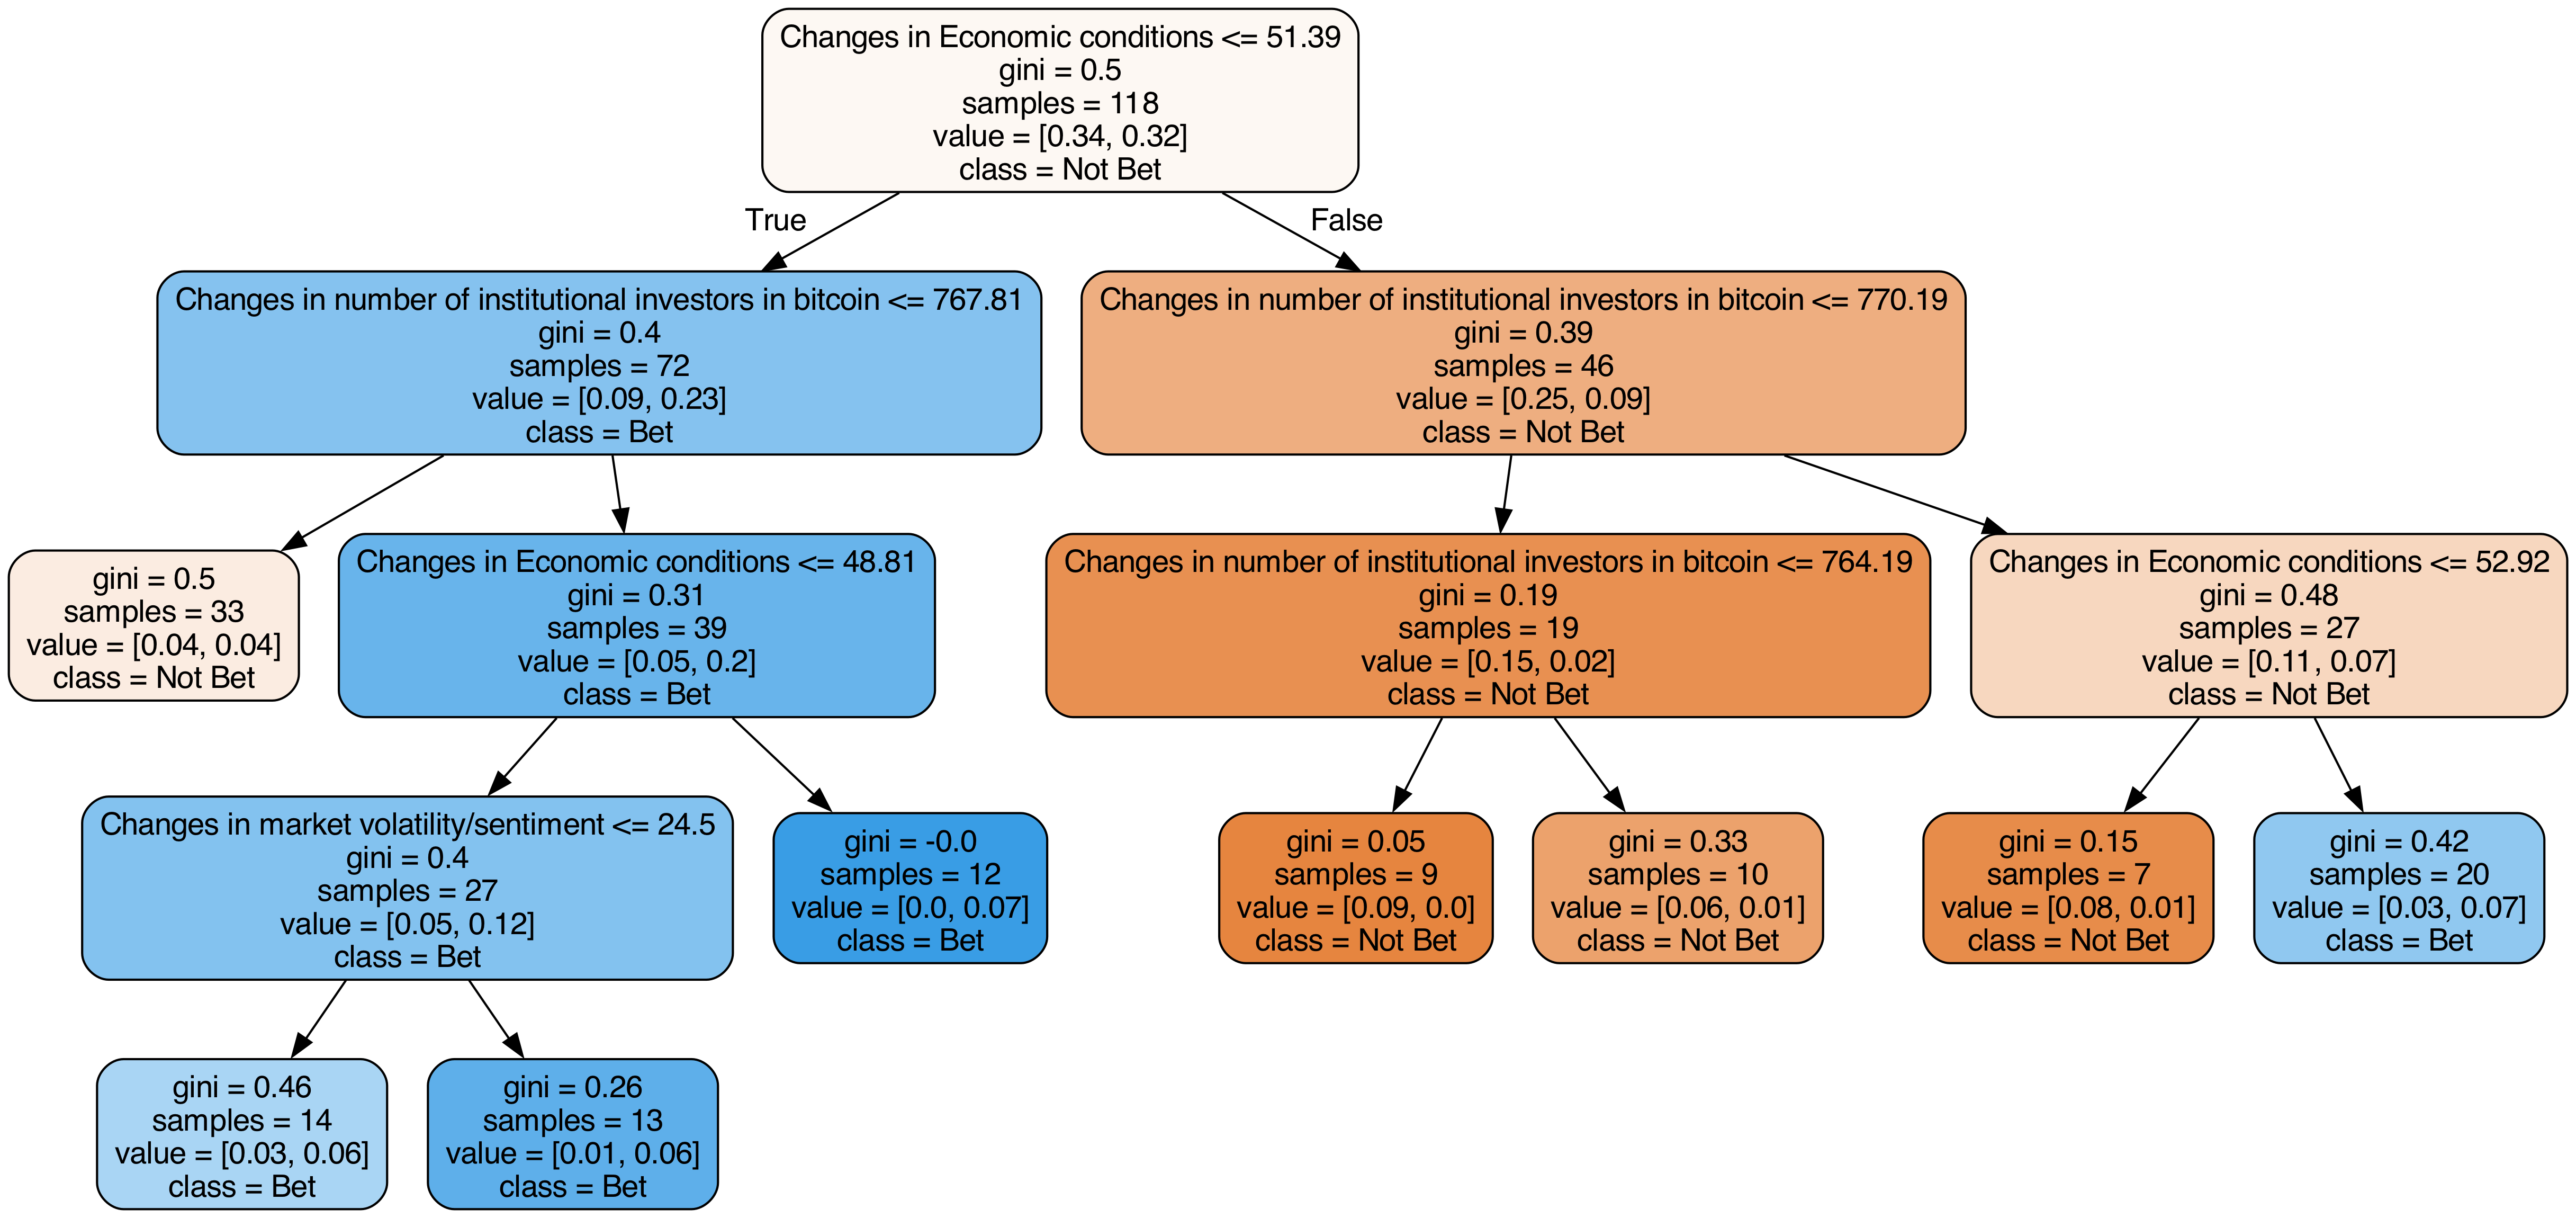 Changes in Economic conditions <= 51.39
gini = 0.5
samples = 118
value = [0.34, 0.32]
class = Not Bet
True
False
Changes in number of institutional investors in bitcoin <= 767.81
gini = 0.4
samples = 72
value = [0.09, 0.23]
class = Bet
Changes in number of institutional investors in bitcoin <= 770.19
gini = 0.39
samples = 46
value = [0.25, 0.09]
class = Not Bet
gini = 0.5
samples = 33
value = [0.04, 0.04]
class = Not Bet
Changes in Economic conditions <= 48.81
gini = 0.31
samples = 39
value = [0.05, 0.2]
class = Bet
Changes in number of institutional investors in bitcoin <= 764.19
gini = 0.19
samples = 19
value = [0.15, 0.02]
class = Not Bet
Changes in Economic conditions <= 52.92
gini = 0.48
samples = 27
value = [0.11, 0.07]
class = Not Bet
Changes in market volatility/sentiment <= 24.5
gini = 0.4
samples = 27
value = [0.05, 0.12]
class = Bet
gini = -0.0
samples = 12
value = [0.0, 0.07]
class = Bet
gini = 0.05
samples = 9
value = [0.09, 0.0]
class = Not Bet
gini = 0.33
samples = 10
value = [0.06, 0.01]
class = Not Bet
gini = 0.15
samples = 7
value = [0.08, 0.01]
class = Not Bet
gini = 0.42
samples = 20
value = [0.03, 0.07]
class = Bet
gini = 0.46
samples = 14
value = [0.03, 0.06]
class = Bet
gini = 0.26
samples = 13
value = [0.01, 0.06]
class = Bet